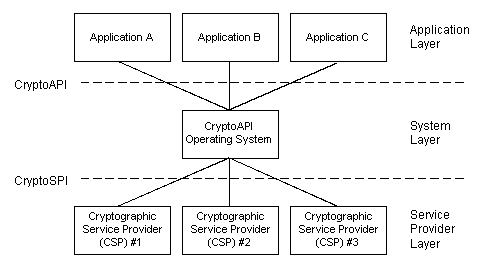 Application A
Application B
Application C
Application
Layer
CryptoAPI
CryptoAPI
Operating System
System
Layer
CryptoSPI
Cryptographic
Service Provider
(CSP) #1
Cryptographic
Service Provider
(CSP) #2
Cryptographic
Service Provider
(CSP) #3
Service
Provider
Layer